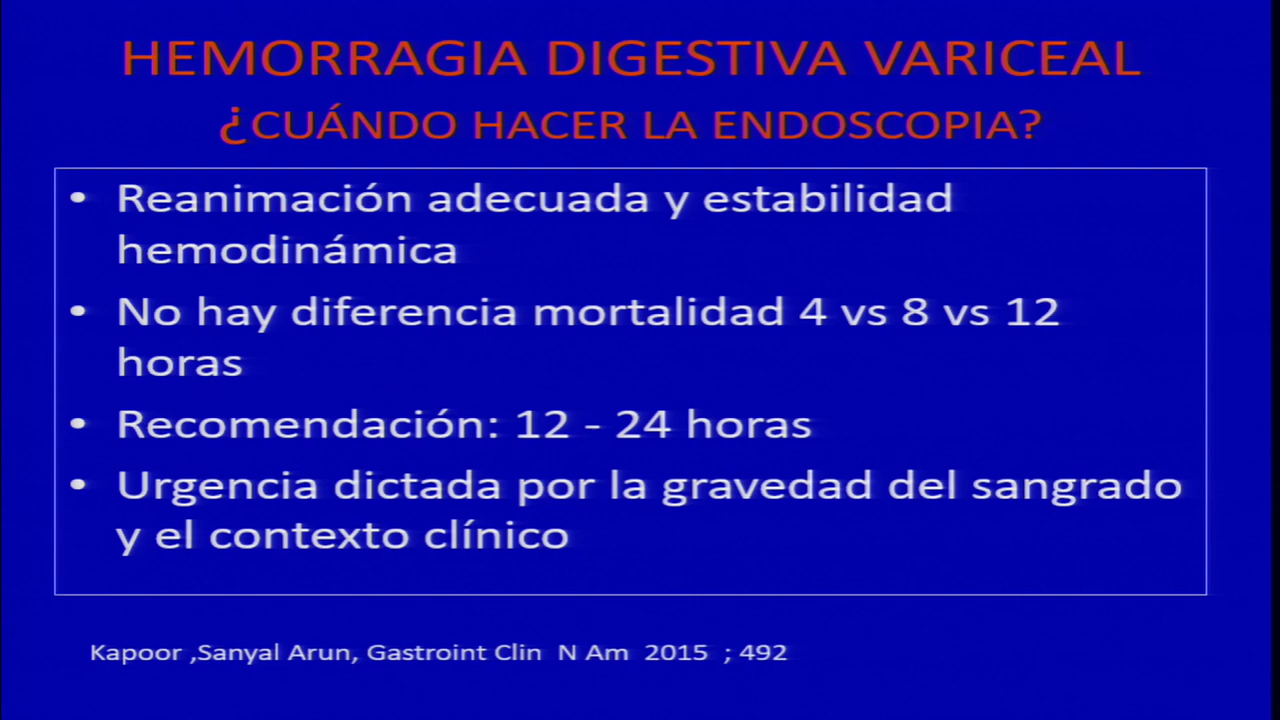 HEMORRAGIA DIGESTIVA VARICEAL
¿CUÁNDO HACER LA ENDOSCOPIA?
• Reanimación adecuada y estabilidad
hemodinámica
• No hay diferencia mortalidad 4 vs 8 vs 12
horas
• Recomendación: 12 - 24 horas
• Urgencia dictada por la gravedad del sangrado
y el contexto clínico
Kapoor ,Sanyal Arun, Gastroint Clin N Am 2015 ; 492